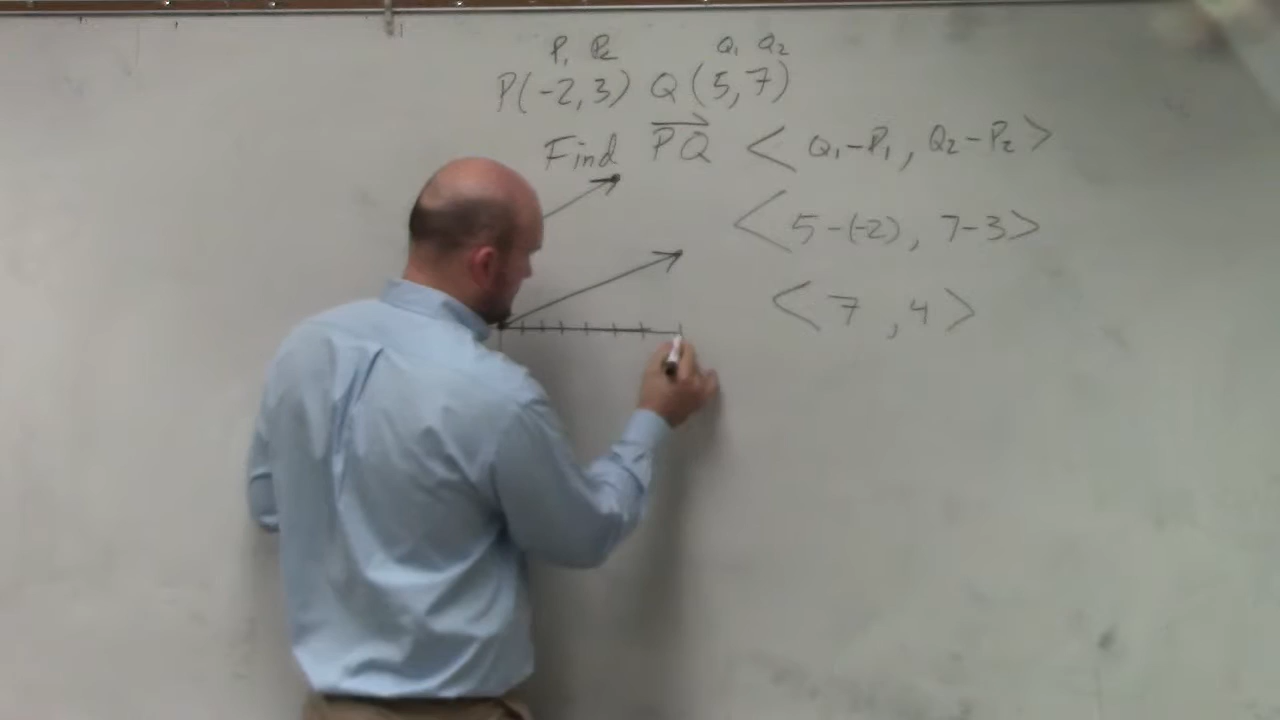 P₁ P₂ Q₁ Q₂
P(-2,3) Q(5,7)
Find PQ⃗ < Q₁-P₁, Q₂-P₂>
<5-(-2), 7-3>
<7,4>